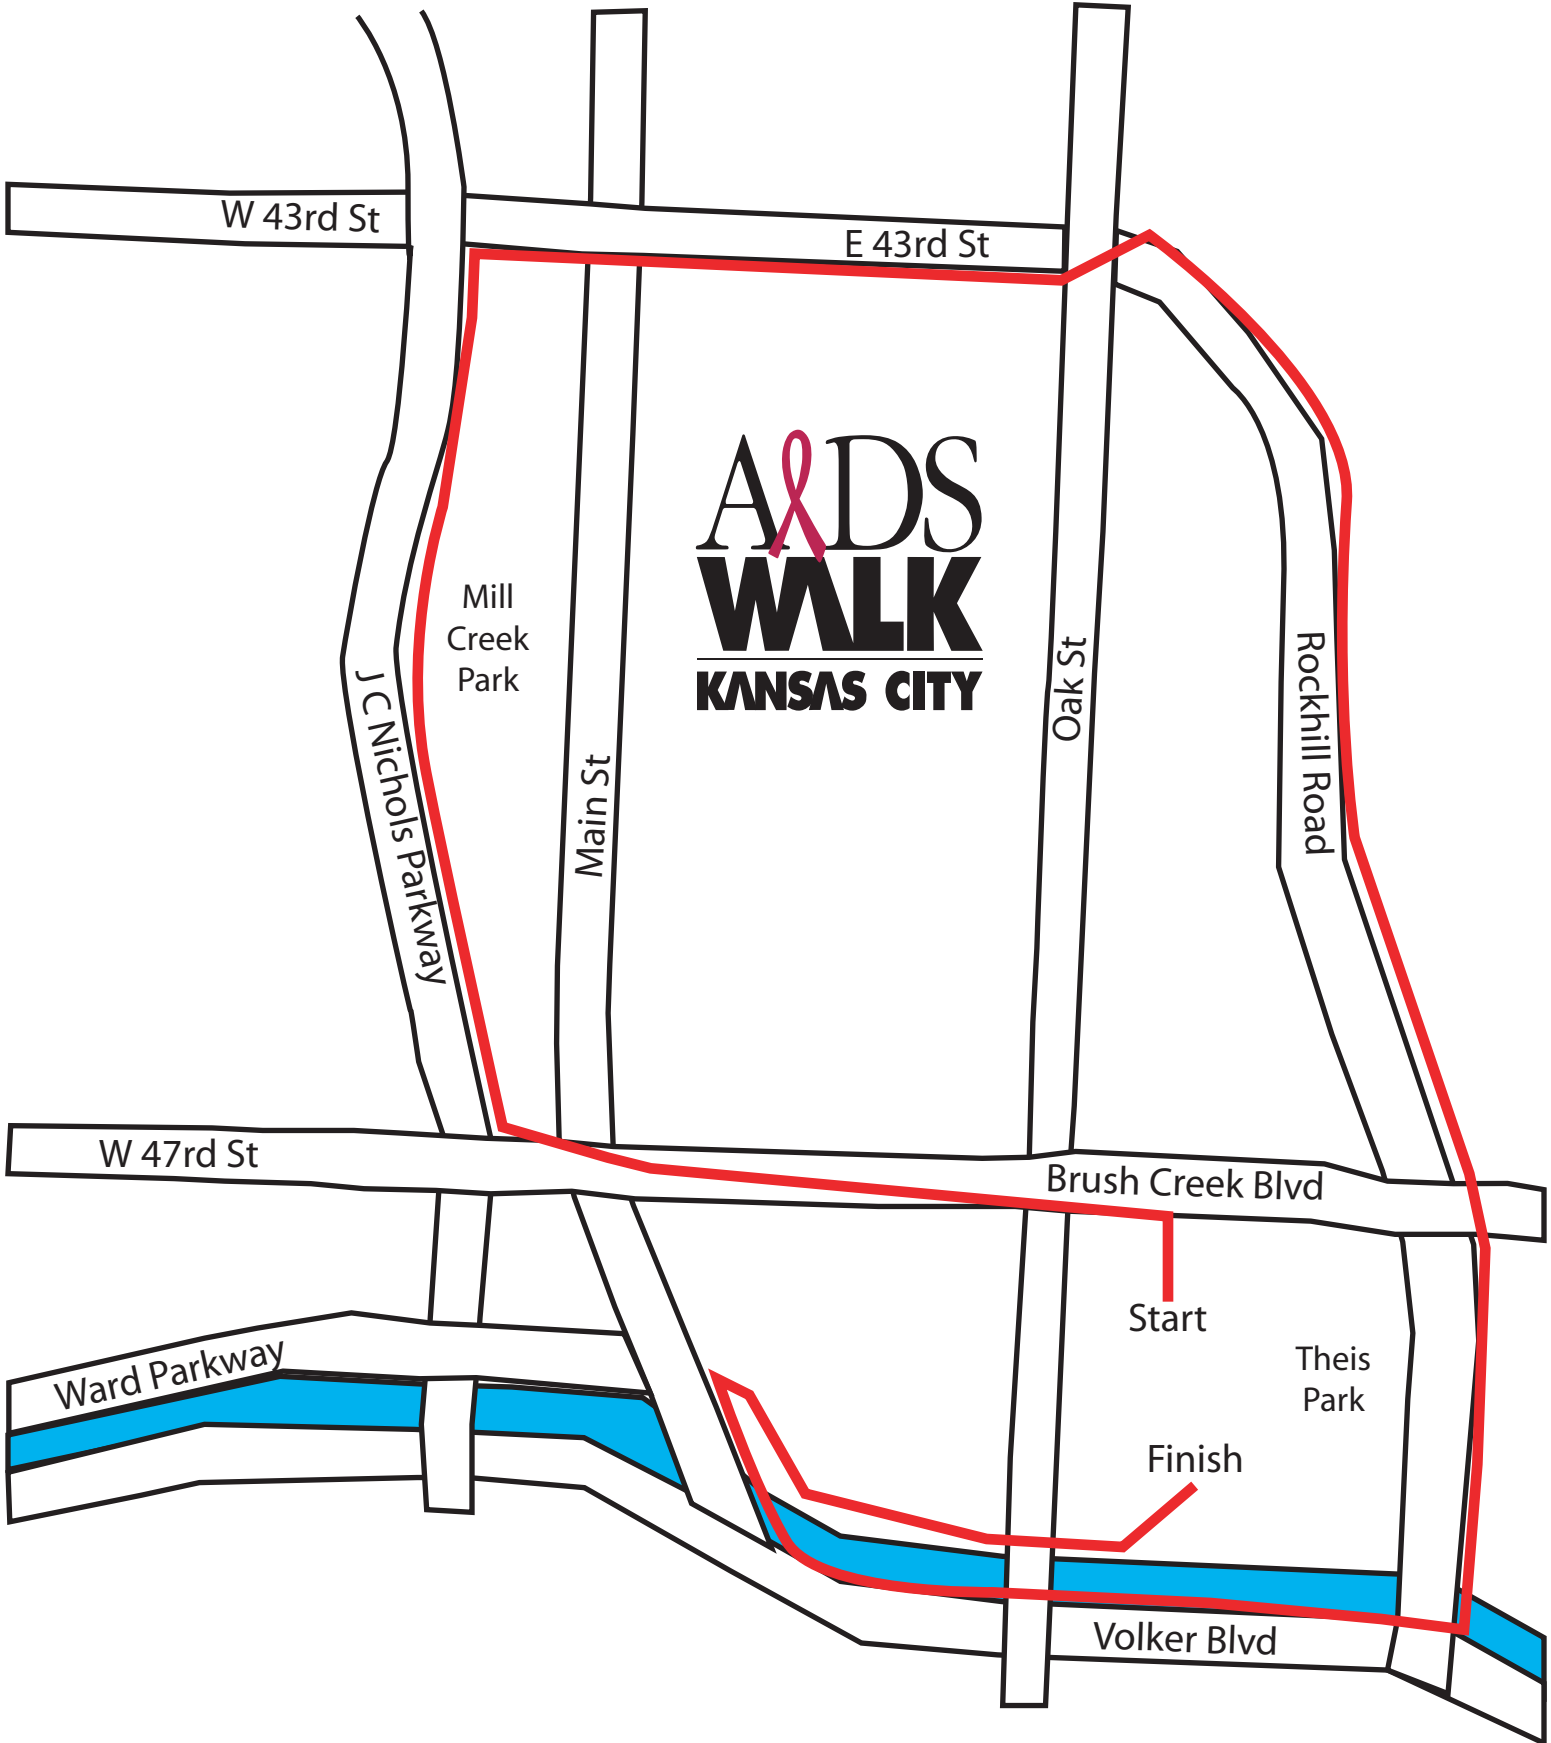 W 43rd St
E 43rd St
AIDS
WALK
KANSAS CITY
Mill
Creek
Park
J C Nichols Parkway
Main St
Oak St
Rockhill Road
W 47rd St
Brush Creek Blvd
Start
Ward Parkway
Theis
Park
Finish
Volker Blvd